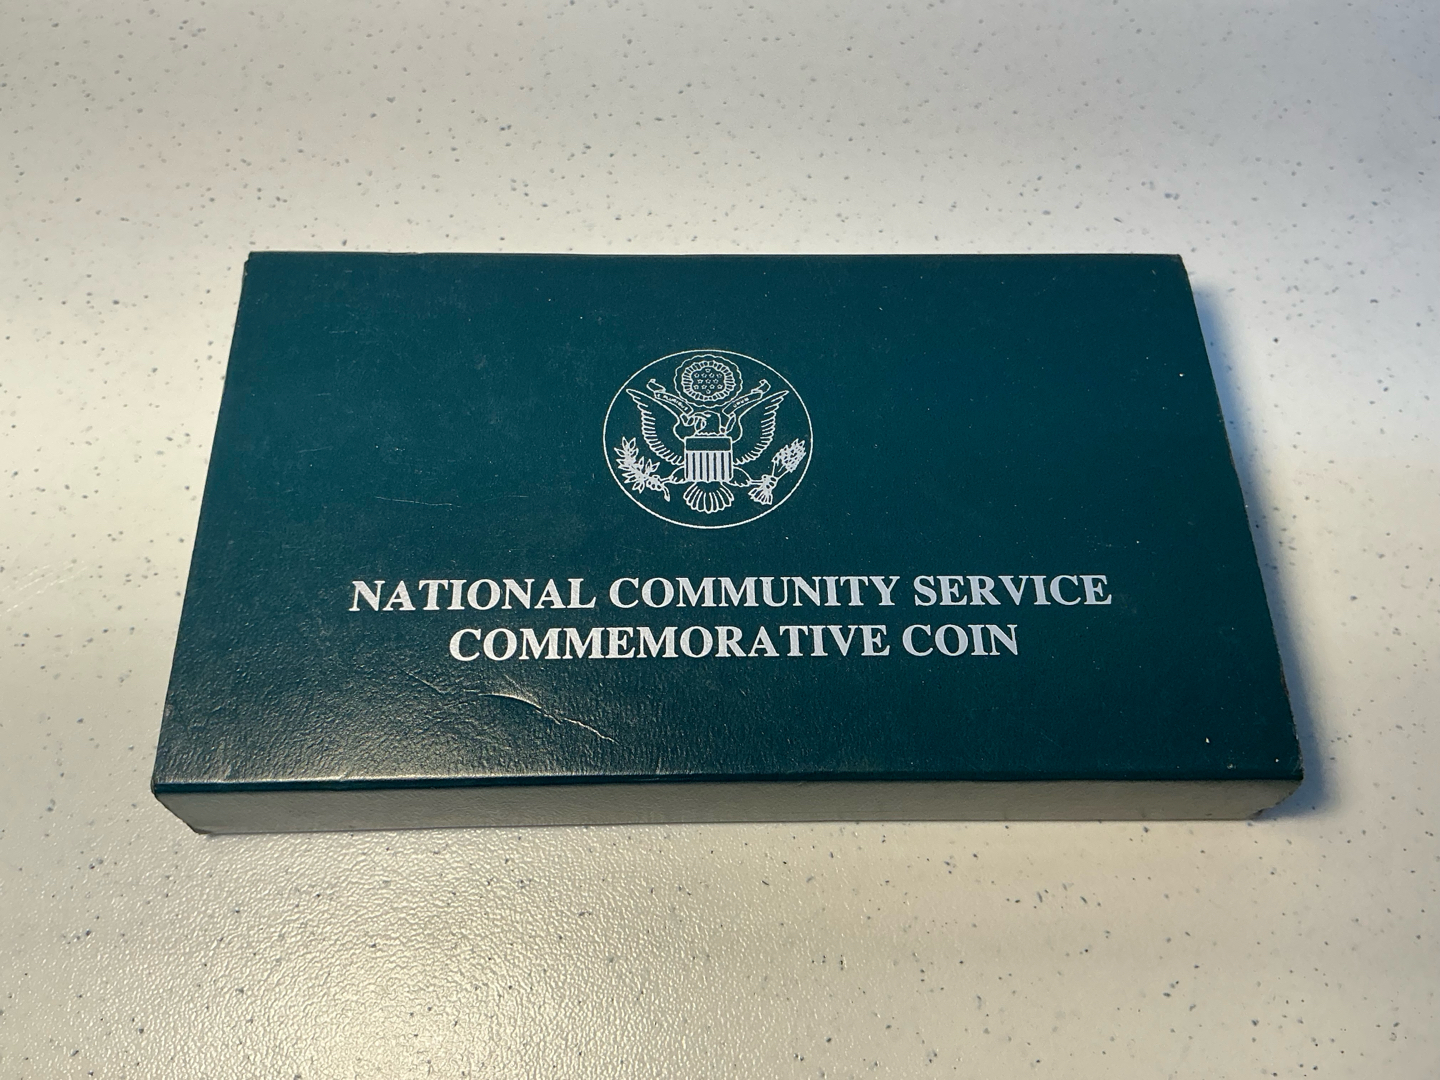 NATIONAL COMMUNITY SERVICE
COMMEMORATIVE COIN